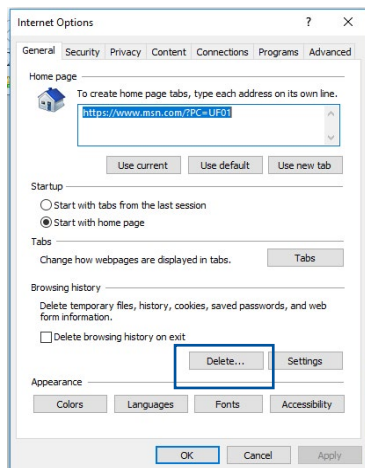 Internet Options ? X
General Security Privacy Content Connections Programs Advanced
Home page
To create home page tabs, type each address on its own line.
https://www.msn.com/?PC=UF01
Use current Use default Use new tab
Startup
Start with tabs from the last session
Start with home page
Tabs
Change how webpages are displayed in tabs. Tabs
Browsing history
Delete temporary files, history, cookies, saved passwords, and web
form information.
Delete browsing history on exit
Delete... Settings
Appearance
Colors Languages Fonts Accessibility
OK Cancel Apply